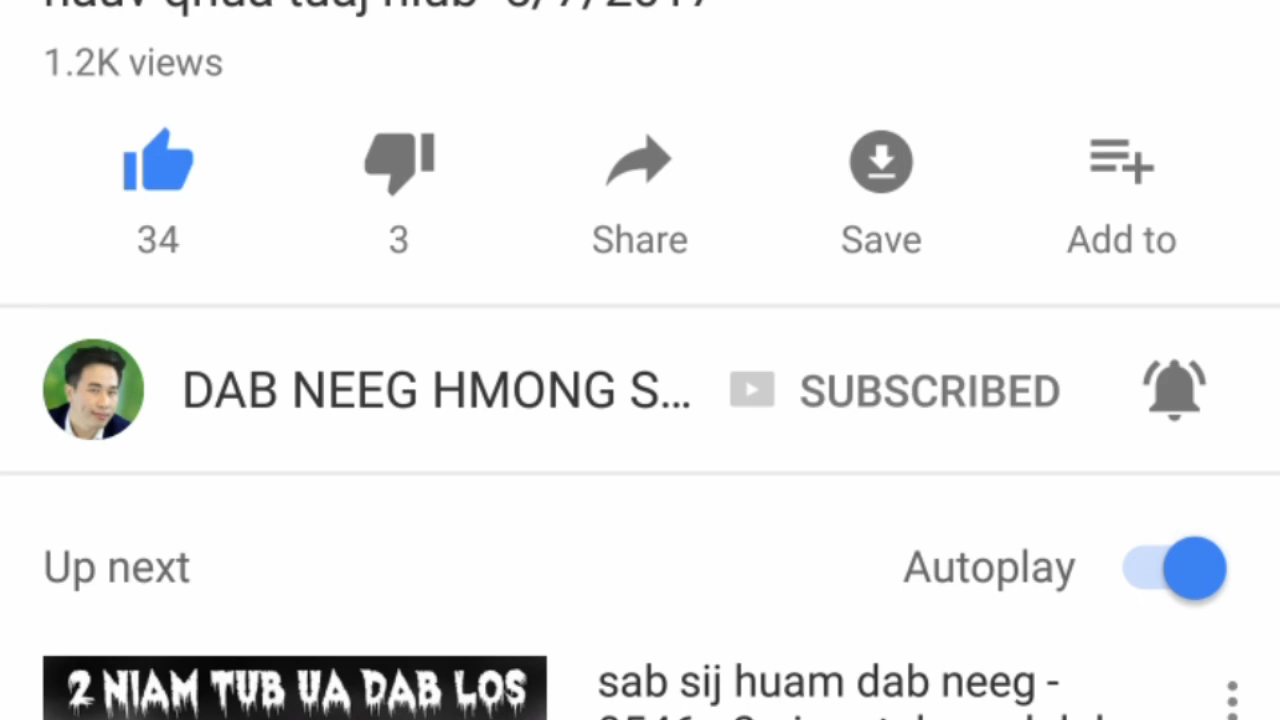 1.2K views
34
3
Share
Save
Add to
DAB NEEG HMONG S...
SUBSCRIBED
Up next
Autoplay
2 NIAM TUB UA DAB LOS
sab sij huam dab neeg -